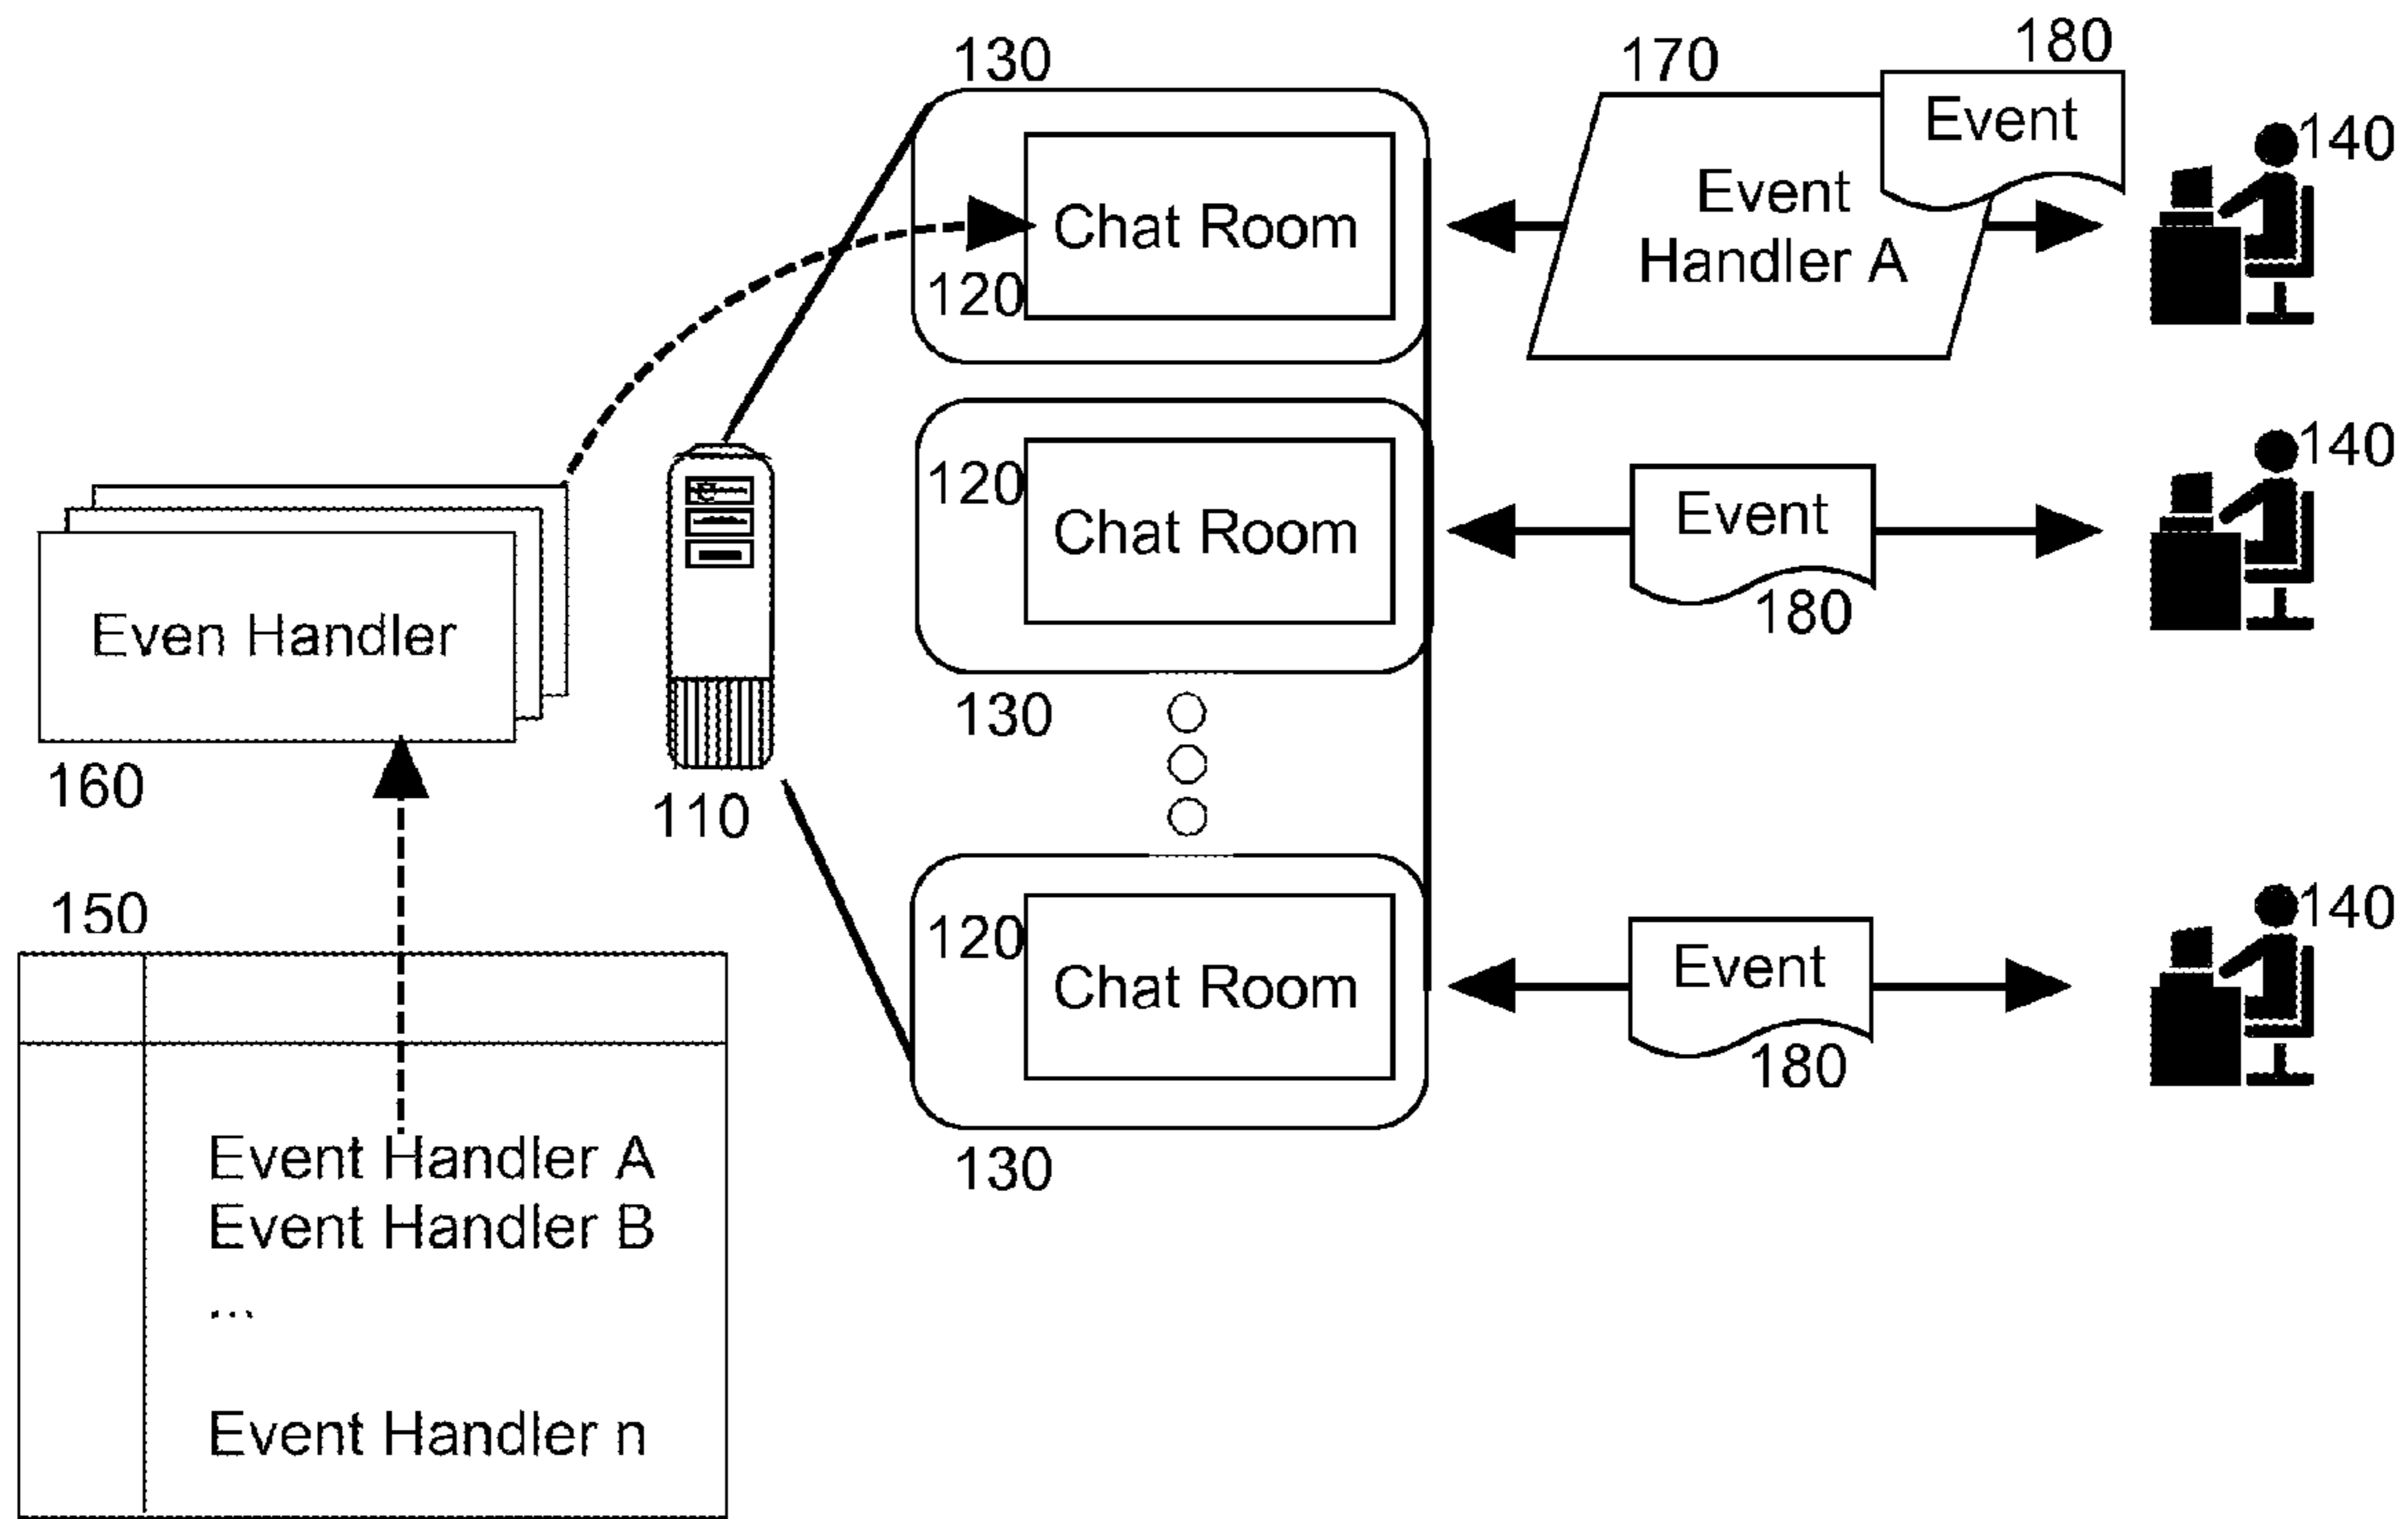 130
170
180
Event
140
Event
Handler A
Chat Room
120
140
120
Chat Room
Event
180
Even Handler
160
110
130
150
140
120
Chat Room
Event
180
130
Event Handler A
Event Handler B
...
Event Handler n